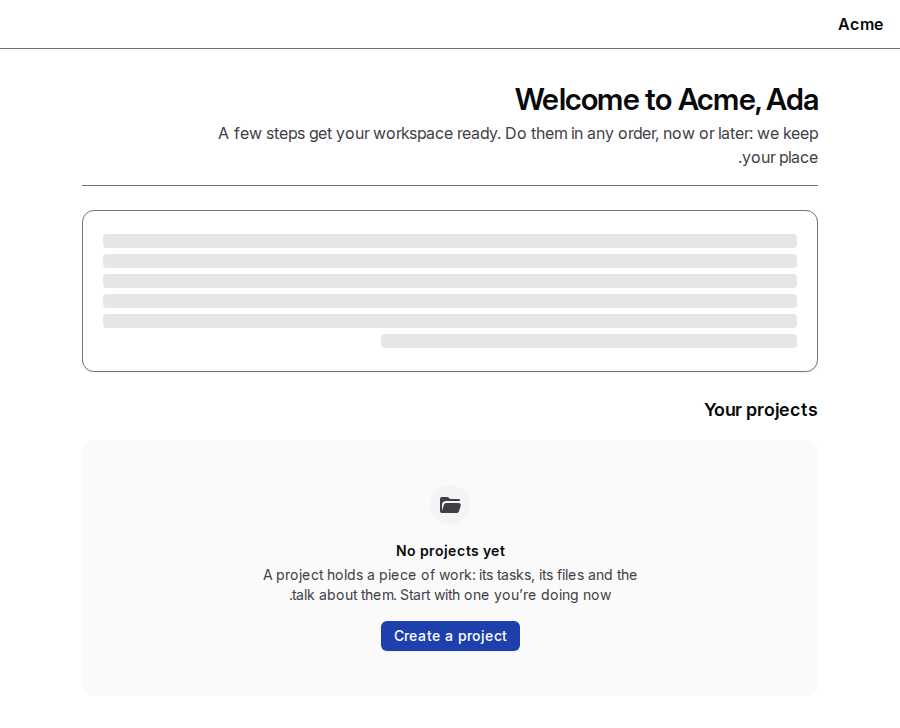 Acme
Welcome to Acme, Ada
A few steps get your workspace ready. Do them in any order, now or later: we keep
your place.
Your projects
No projects yet
A project holds a piece of work: its tasks, its files and the
talk about them. Start with one you’re doing now.
Create a project